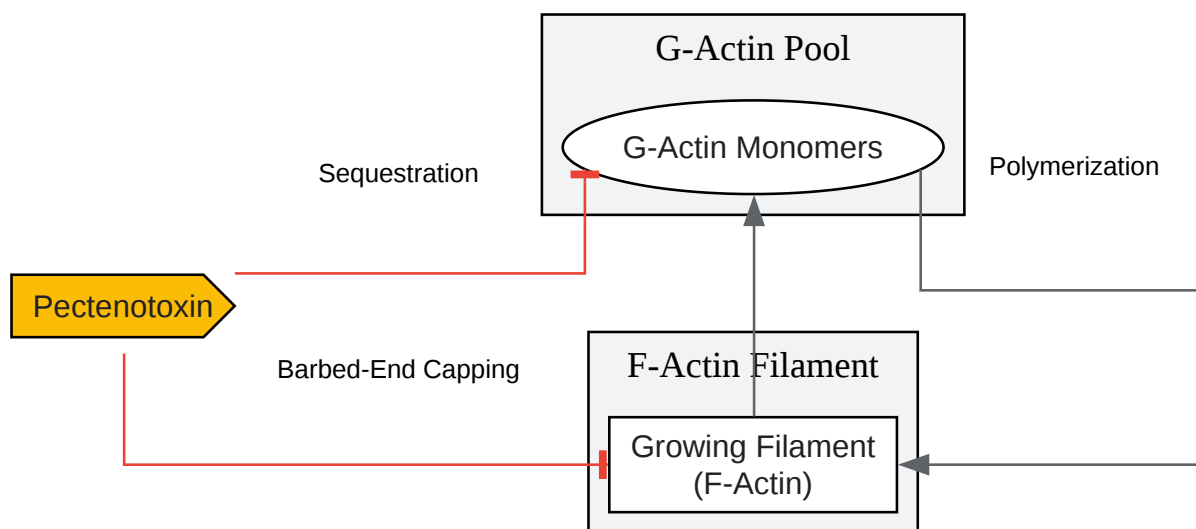 G-Actin Pool
G-Actin Monomers
Sequestration
Polymerization
Pectenotoxin
Barbed-End Capping
F-Actin Filament
Growing Filament
(F-Actin)